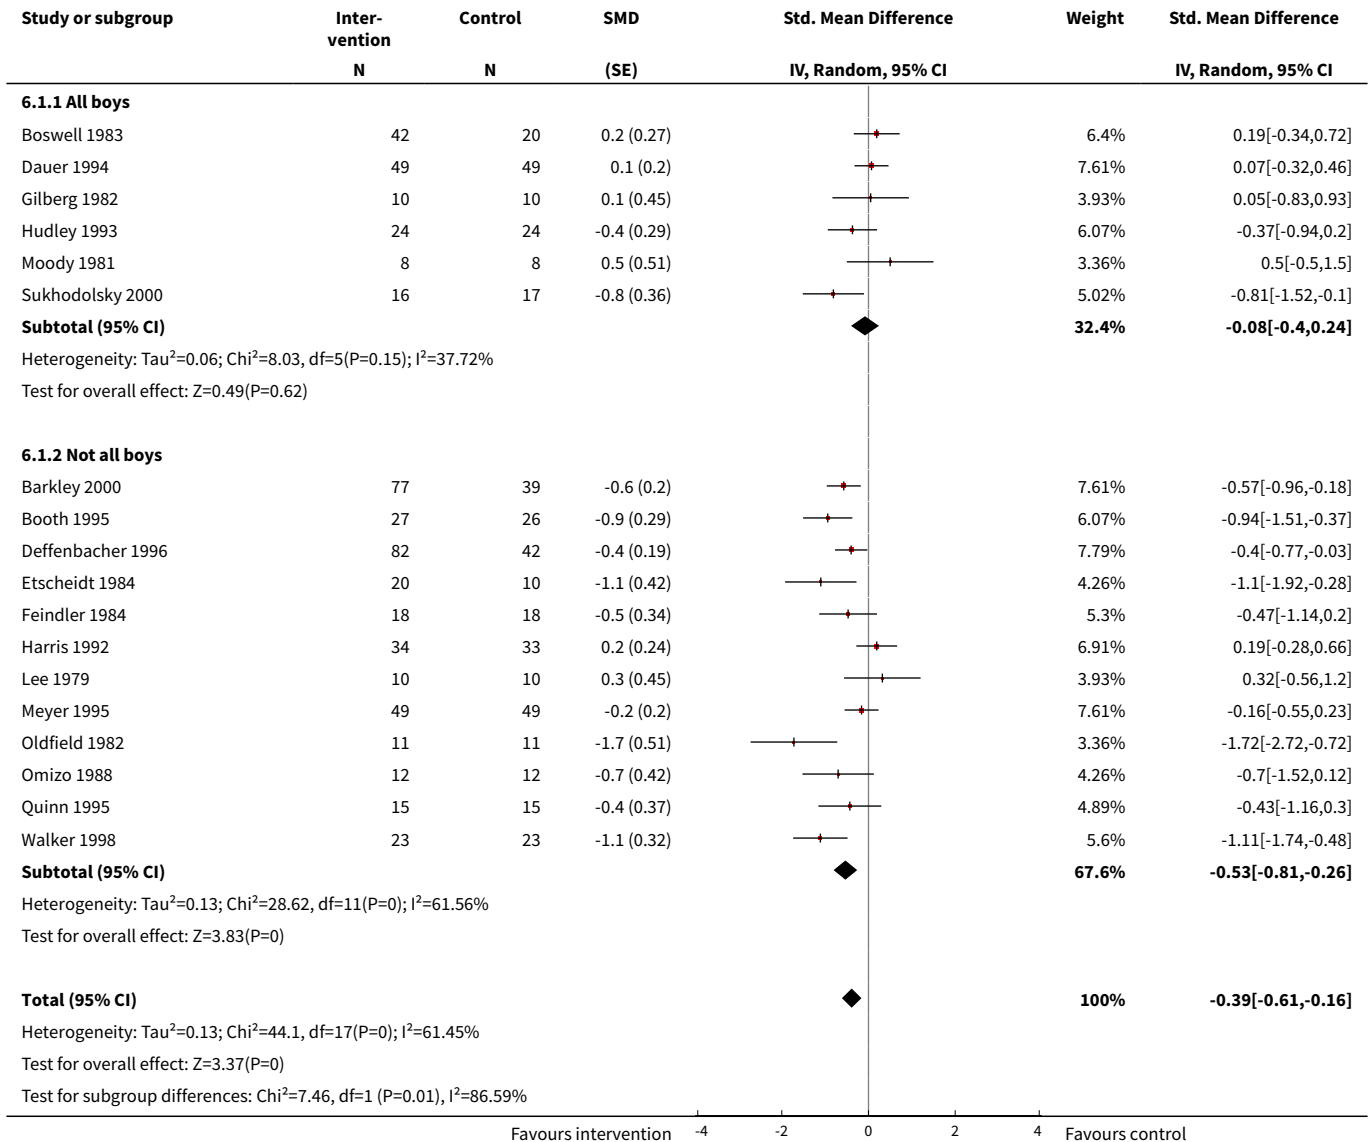 Study or subgroup Inter- Control SMD Std. Mean Difference Weight Std. Mean Difference
vention
N N (SE) IV, Random, 95% CI IV, Random, 95% CI
6.1.1 All boys
Boswell 1983 42 20 0.2 (0.27) 6.4% 0.19[-0.34,0.72]
Dauer 1994 49 49 0.1 (0.2) 7.61% 0.07[-0.32,0.46]
Gilberg 1982 10 10 0.1 (0.45) 3.93% 0.05[-0.83,0.93]
Hudley 1993 24 24 -0.4 (0.29) 6.07% -0.37[-0.94,0.2]
Moody 1981 8 8 0.5 (0.51) 3.36% 0.5[-0.5,1.5]
Sukhodolsky 2000 16 17 -0.8 (0.36) 5.02% -0.81[-1.52,-0.1]
Subtotal (95% CI) 32.4% -0.08[-0.4,0.24]
Heterogeneity: Tau²=0.06; Chi²=8.03, df=5(P=0.15); I²=37.72%
Test for overall effect: Z=0.49(P=0.62)
6.1.2 Not all boys
Barkley 2000 77 39 -0.6 (0.2) 7.61% -0.57[-0.96,-0.18]
Booth 1995 27 26 -0.9 (0.29) 6.07% -0.94[-1.51,-0.37]
Deffenbacher 1996 82 42 -0.4 (0.19) 7.79% -0.4[-0.77,-0.03]
Etscheidt 1984 20 10 -1.1 (0.42) 4.26% -1.1[-1.92,-0.28]
Feindler 1984 18 18 -0.5 (0.34) 5.3% -0.47[-1.14,0.2]
Harris 1992 34 33 0.2 (0.24) 6.91% 0.19[-0.28,0.66]
Lee 1979 10 10 0.3 (0.45) 3.93% 0.32[-0.56,1.2]
Meyer 1995 49 49 -0.2 (0.2) 7.61% -0.16[-0.55,0.23]
Oldfield 1982 11 11 -1.7 (0.51) 3.36% -1.72[-2.72,-0.72]
Omizo 1988 12 12 -0.7 (0.42) 4.26% -0.7[-1.52,0.12]
Quinn 1995 15 15 -0.4 (0.37) 4.89% -0.43[-1.16,0.3]
Walker 1998 23 23 -1.1 (0.32) 5.6% -1.11[-1.74,-0.48]
Subtotal (95% CI) 67.6% -0.53[-0.81,-0.26]
Heterogeneity: Tau²=0.13; Chi²=28.62, df=11(P=0); I²=61.56%
Test for overall effect: Z=3.83(P=0)
Total (95% CI) 100% -0.39[-0.61,-0.16]
Heterogeneity: Tau²=0.13; Chi²=44.1, df=17(P=0); I²=61.45%
Test for overall effect: Z=3.37(P=0)
Test for subgroup differences: Chi²=7.46, df=1 (P=0.01), I²=86.59%
Favours intervention -4 -2 0 2 4 Favours control